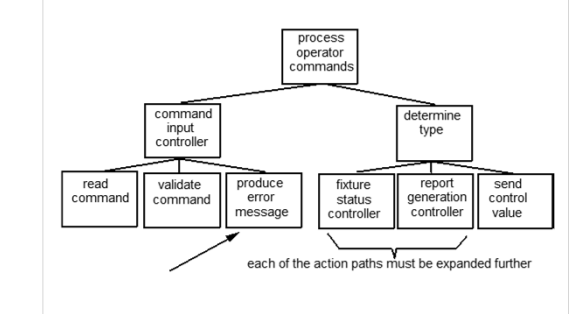 process
operator
commands
command
input
controller
determine
type
read
command
validate
command
produce
error
message
fixture
status
controller
report
generation
controller
send
control
value
each of the action paths must be expanded further